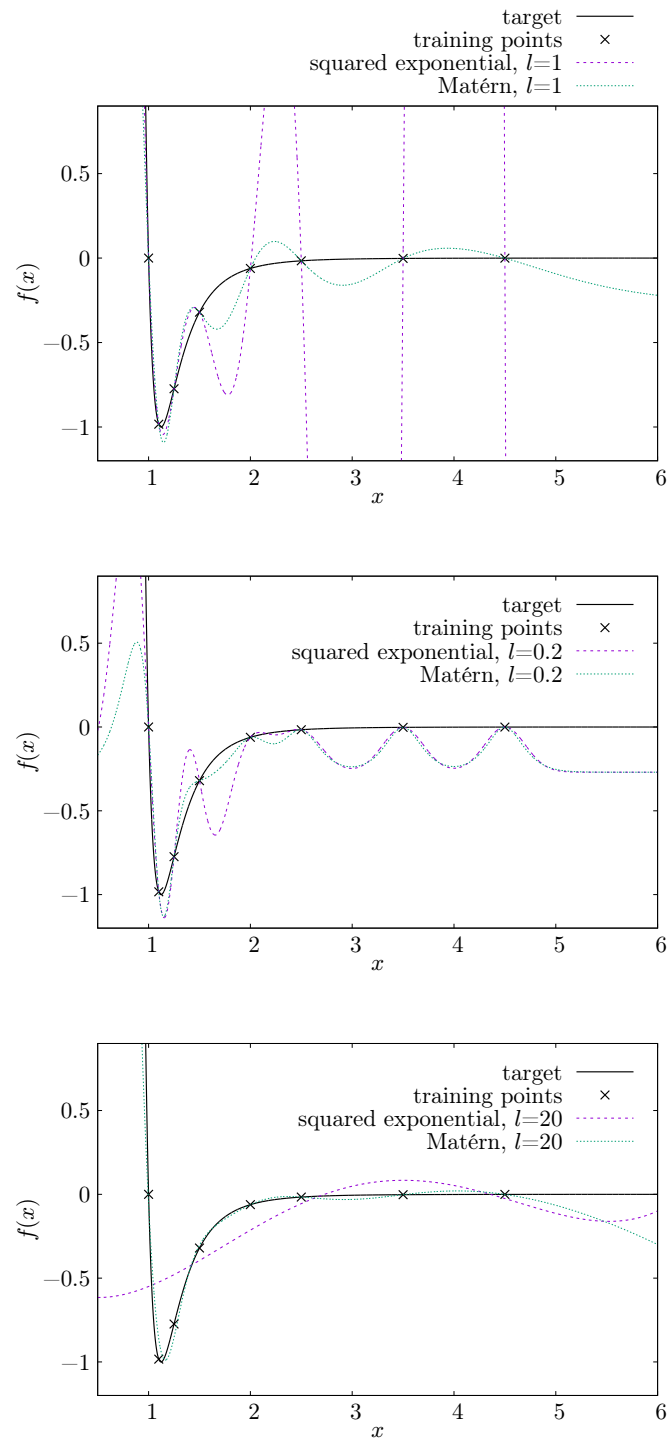 target
training points
squared exponential, l=1
Matérn, l=1
0.5
0
−0.5
−1
f(x)
1 2 3 4 5 6
x
target
training points
squared exponential, l=0.2
Matérn, l=0.2
0.5
0
−0.5
−1
f(x)
1 2 3 4 5 6
x
target
training points
squared exponential, l=20
Matérn, l=20
0.5
0
−0.5
−1
f(x)
1 2 3 4 5 6
x